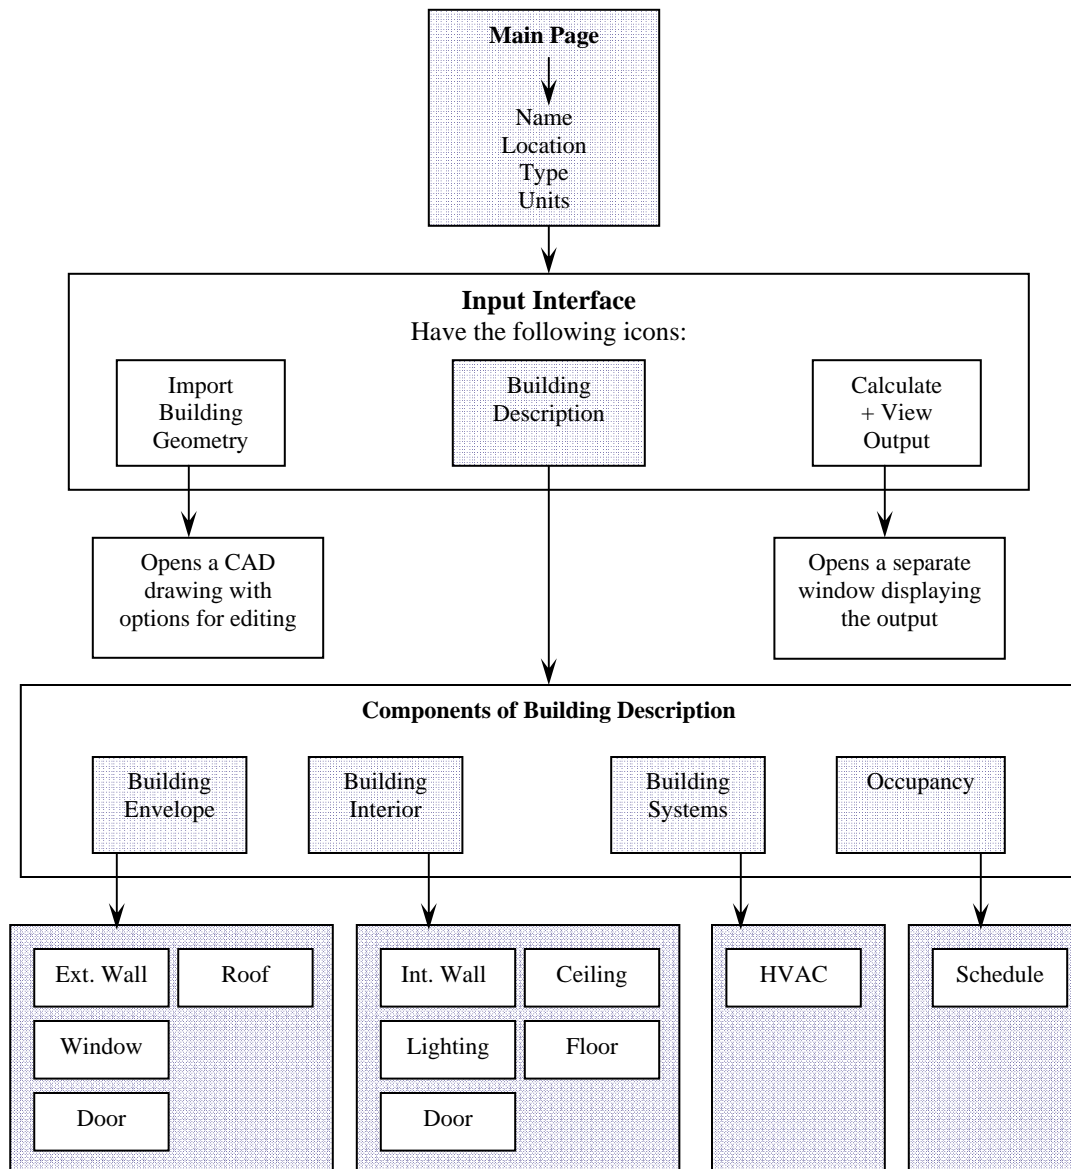 Main Page
Name
Location
Type
Units
Input Interface
Have the following icons:
Import
Building
Geometry
Building
Description
Calculate
+ View
Output
Opens a CAD
drawing with
options for editing
Opens a separate
window displaying
the output
Components of Building Description
Building
Envelope
Building
Interior
Building
Systems
Occupancy
Ext. Wall
Roof
Window
Door
Int. Wall
Ceiling
Lighting
Floor
Door
HVAC
Schedule